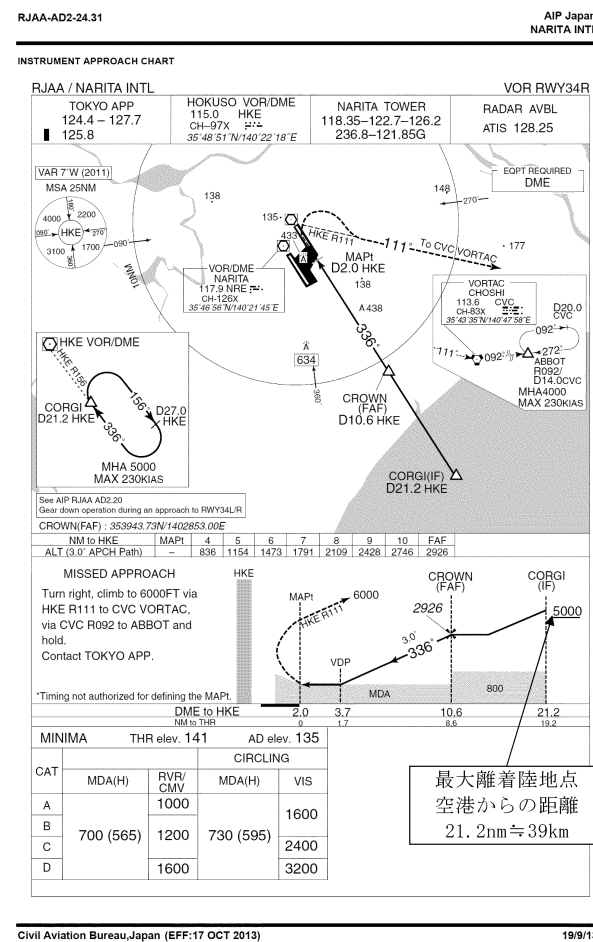 RJAA-AD2-24.31
AIP Japan
NARITA INTL
INSTRUMENT APPROACH CHART
RJAA / NARITA INTL
VOR RWY34R
TOKYO APP
124.4 – 127.7
125.8
HOKUSO VOR/DME
115.0 HKE
CH–97X
35°48´51˝N/140°22´18˝E
NARITA TOWER
118.35–122.7–126.2
236.8–121.85G
RADAR AVBL
ATIS 128.25
VAR 7°W (2011)
MSA 25NM
180°
4000
2200
HKE
090°
270°
3100
1700
360°
090°
10NM
138
148
270°
EQPT REQUIRED
DME
135
433
HKE R111
111°
To CVC VORTAC
177
MAPt
D2.0 HKE
138
A 438
VOR/DME
NARITA
117.9 NRE
CH-126X
35°46´56˝N/140°21´45˝E
VORTAC
CHOSHI
113.6 CVC
CH-83X
35°43´35˝N/140°47´58˝E
D20.0
CVC
092°
111°
092°
272°
ABBOT
R092/
D14.0CVC
MHA4000
MAX 230KIAS
336°
634
360°
CROWN
(FAF)
D10.6 HKE
CORGI(IF)
D21.2 HKE
HKE VOR/DME
HKE R156
CORGI
D21.2 HKE
156°
336°
D27.0
HKE
MHA 5000
MAX 230KIAS
See AIP RJAA AD2.20
Gear down operation during an approach to RWY34L/R
CROWN(FAF) : 353943.73N/1402853.00E
NM to HKE MAPt 4 5 6 7 8 9 10 FAF
ALT (3.0° APCH Path) – 836 1154 1473 1791 2109 2428 2746 2926
MISSED APPROACH
Turn right, climb to 6000FT via
HKE R111 to CVC VORTAC,
via CVC R092 to ABBOT and
hold.
Contact TOKYO APP.
*Timing not authorized for defining the MAPt.
HKE
MAPt
6000
HKE R111
VDP
CROWN
(FAF)
2926
3.0°
336°
CORGI
(IF)
5000
MDA
800
DME to HKE 2.0 3.7 10.6 21.2
NM to THR 0 1.7 8.6 19.2
MINIMA THR elev. 141 AD elev. 135
CAT
CIRCLING
MDA(H)
RVR/
CMV
MDA(H)
VIS
A
B
C
D
700 (565)
1000
1200
1600
730 (595)
1600
2400
3200
最大離着陸地点
空港からの距離
21.2nm≒39km
Civil Aviation Bureau,Japan (EFF:17 OCT 2013)
19/9/13